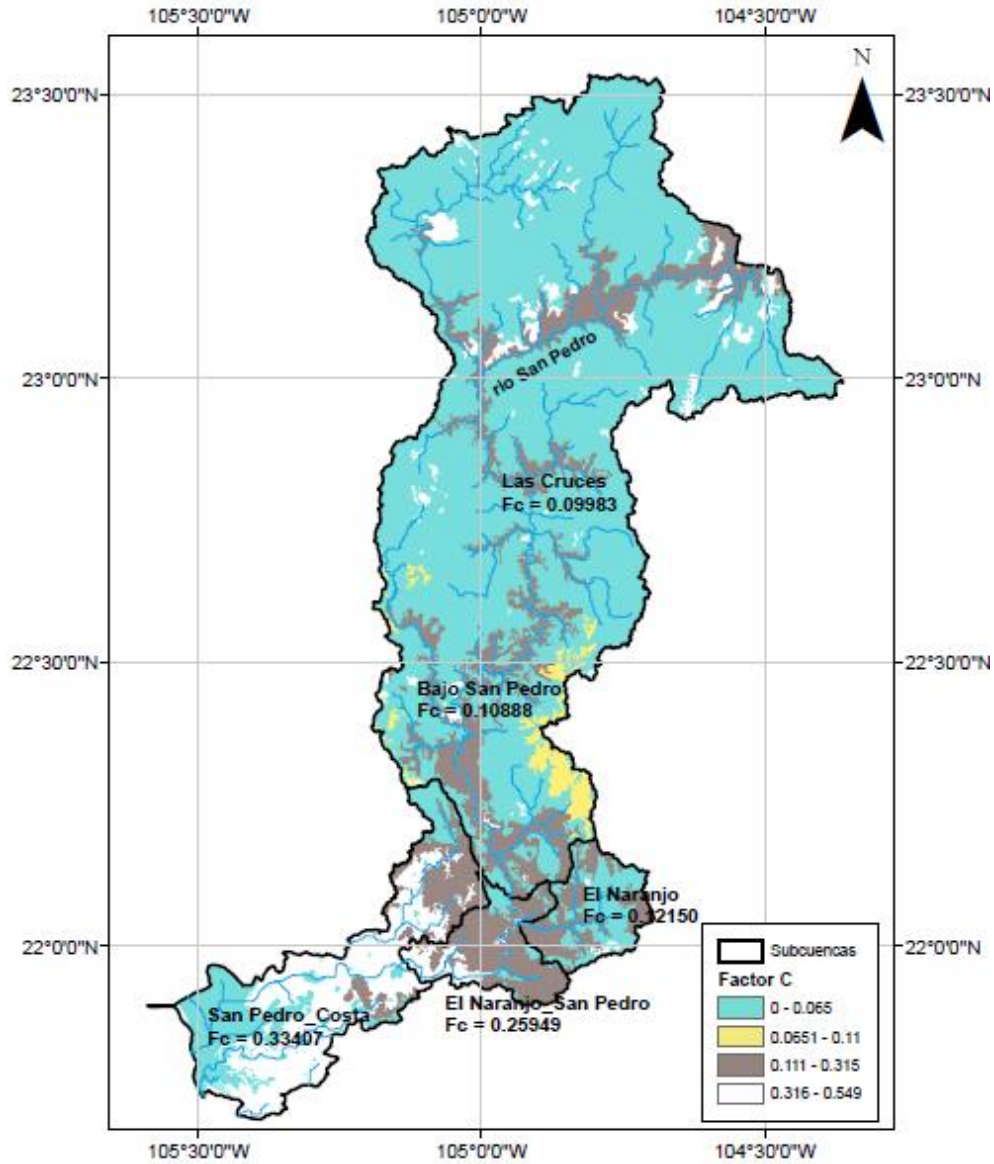 105°30'0"W 105°0'0"W 104°30'0"W
N
23°30'0"N 23°30'0"N
río_San Pedro
23°0'0"N 23°0'0"N
Las Cruces
Fc = 0.09983
22°30'0"N 22°30'0"N
Bajo San Pedro
Fc = 0.10888
El Naranjo
Fc = 0.12150
22°0'0"N 22°0'0"N
El Naranjo_San Pedro
Fc = 0.25949
San Pedro_Costa
Fc = 0.33407
Subcuencas
Factor C
0 - 0.065
0.0651 - 0.11
0.111 - 0.315
0.316 - 0.549
105°30'0"W 105°0'0"W 104°30'0"W